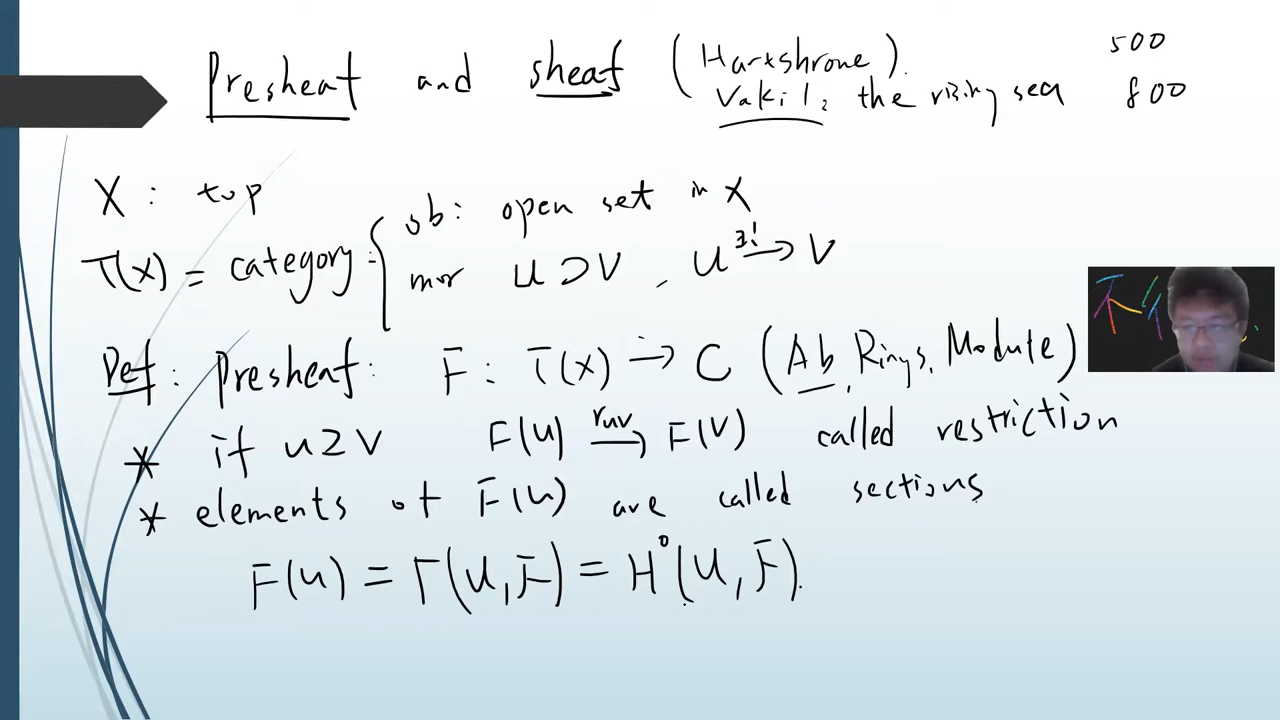 Presheaf and sheaf (Hartshrone). 500
Vakil, the rising sea 800
X : top
T(X) = category: { ob: open set in X
mor U ⊃ V , U ∃!→ V
Def: Presheaf: F : T(X) → C (Ab, Rings, Module)
* if U ⊇ V F(U) r_UV→ F(V) called restriction
* elements of F(U) are called sections
F(U) = Γ(U, F) = H⁰(U, F).